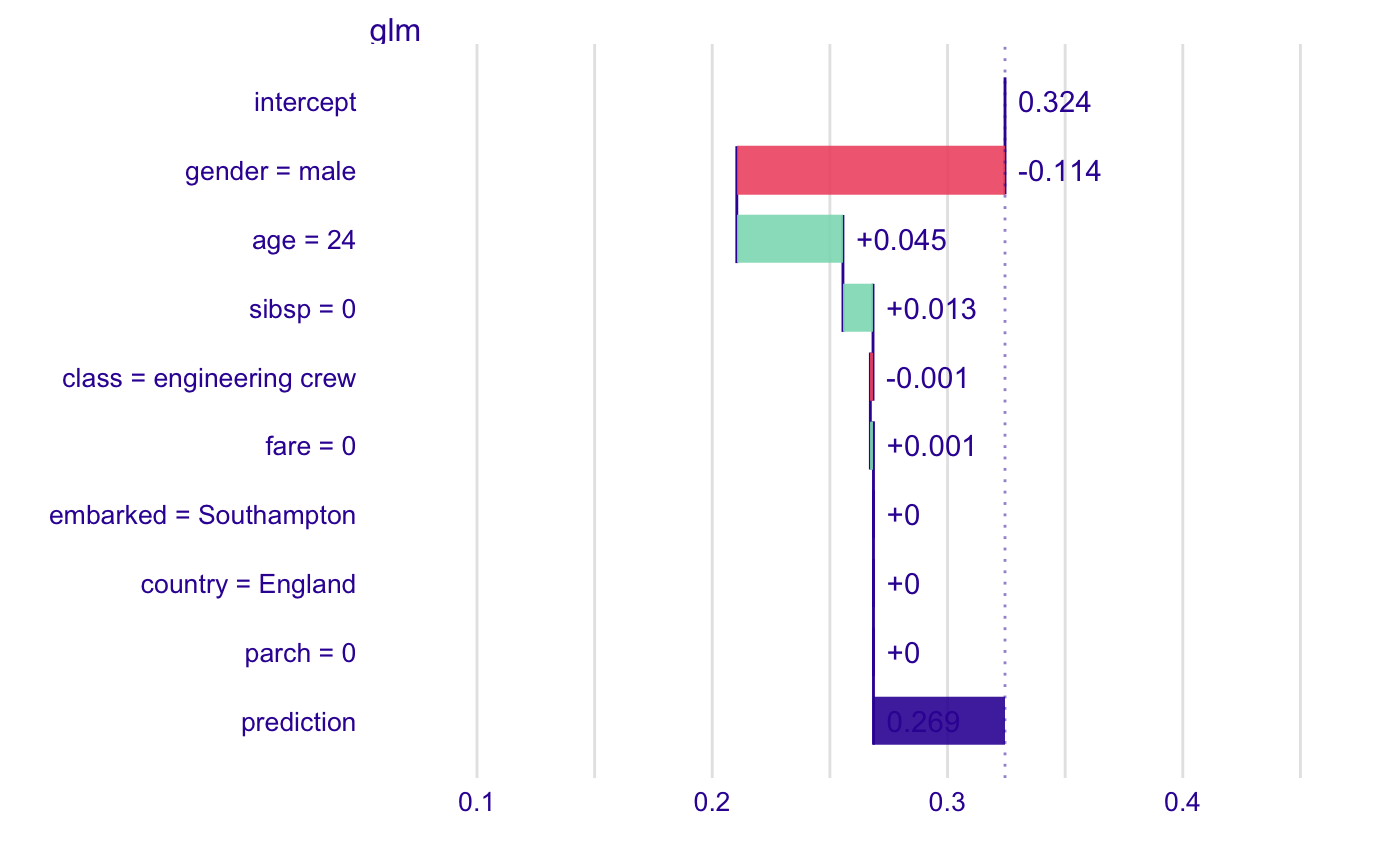 glm
intercept 0.324
gender = male -0.114
age = 24 +0.045
sibsp = 0 +0.013
class = engineering crew -0.001
fare = 0 +0.001
embarked = Southampton +0
country = England +0
parch = 0 +0
prediction 0.269
0.1 0.2 0.3 0.4